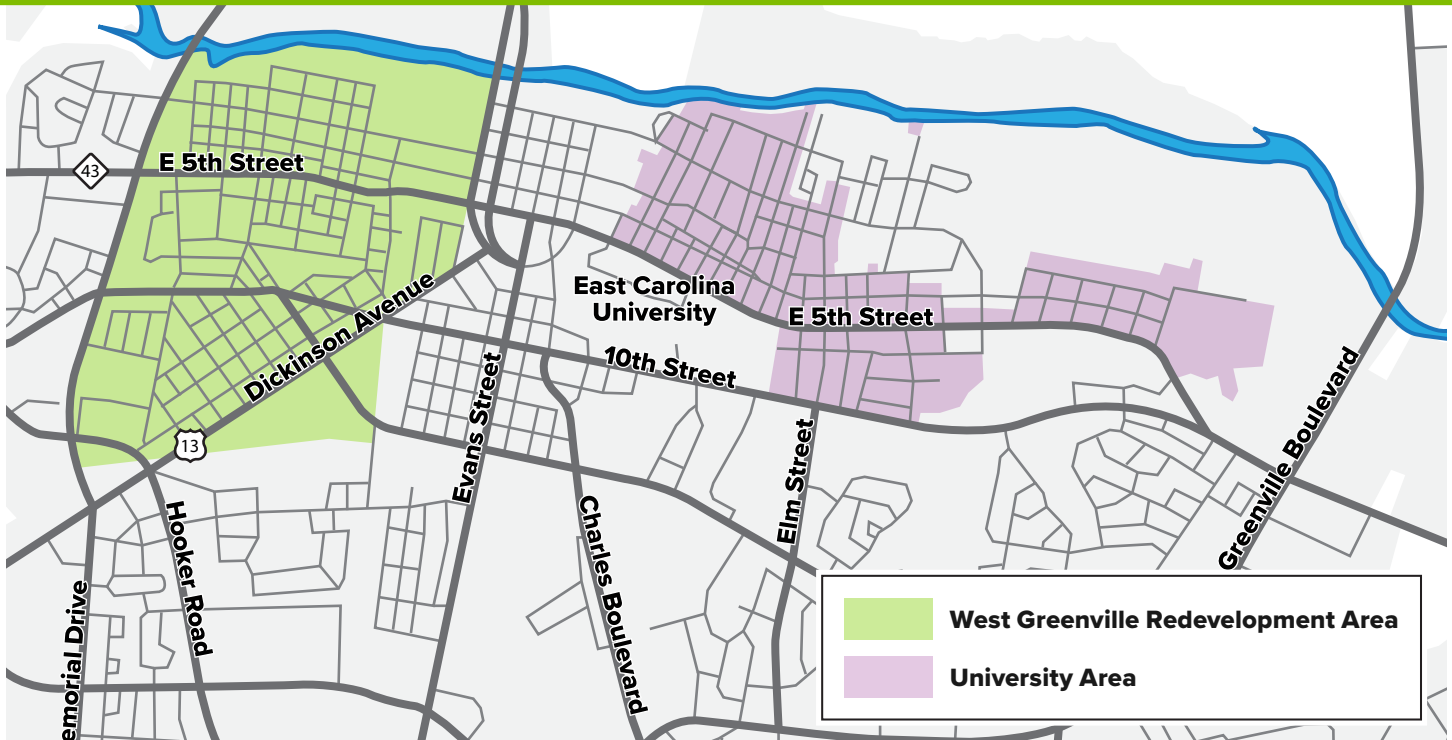 43
E 5th Street
Dickinson Avenue
13
East Carolina
University
E 5th Street
10th Street
Evans Street
Elm Street
Greenville Boulevard
Hooker Road
Charles Boulevard
emorial Drive
West Greenville Redevelopment Area
University Area